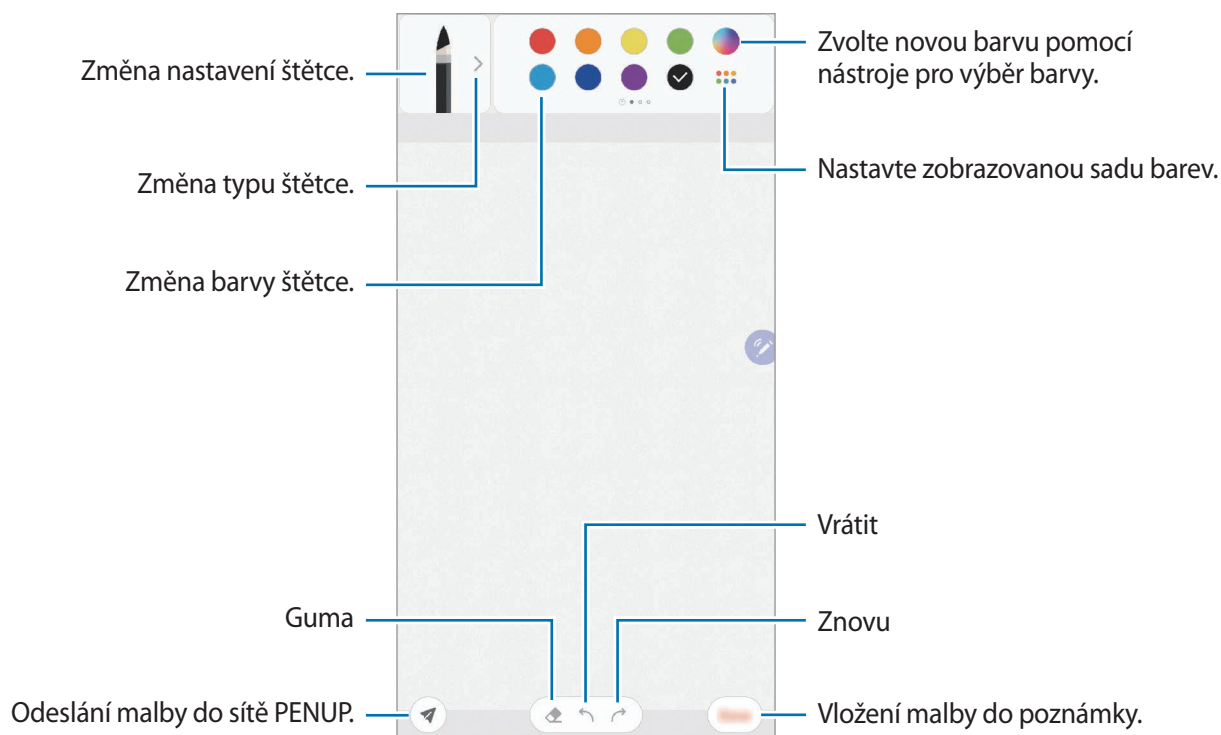 Změna nastavení štětce.
Zvolte novou barvu pomocí
nástroje pro výběr barvy.
Změna typu štětce.
Nastavte zobrazovanou sadu barev.
Změna barvy štětce.
Vrátit
Guma
Znovu
Odeslání malby do sítě PENUP.
Vložení malby do poznámky.